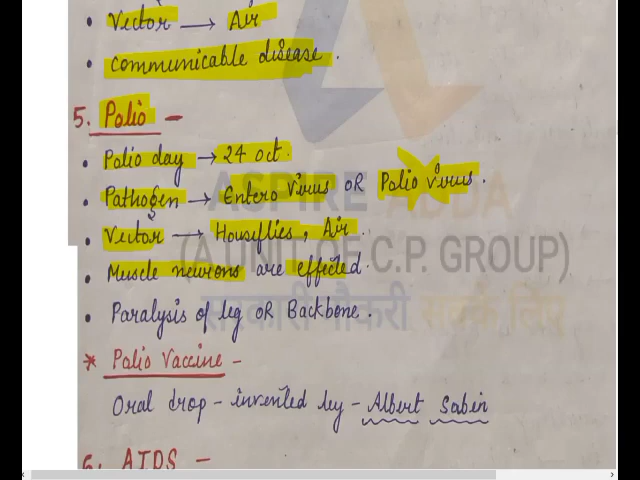 • Vector → Air
• Communicable disease.
5. Polio –
• Polio day → 24 oct.
• Pathogen → Entero Virus OR Polio Virus.
ASPIRE ADDA
• Vector → Houseflies, Air.
(A UNIT OF C.P. GROUP)
• Muscle neurons are effected.
• Paralysis of leg OR Backbone.
सरकारी नौकरी सबके लिए
* Polio Vaccine –
Oral drop – invented by – Albert Sabin
6. AIDS –